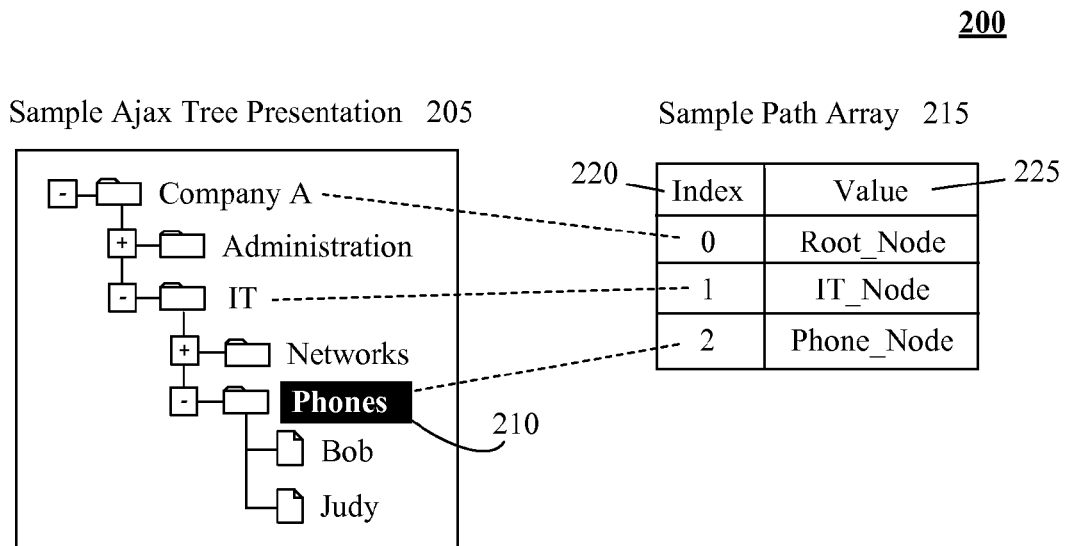 200
Sample Ajax Tree Presentation 205
Sample Path Array 215
- Company A
+ Administration
- IT
+ Networks
- Phones
210
Bob
Judy
220
Index Value
225
0 Root_Node
1 IT_Node
2 Phone_Node